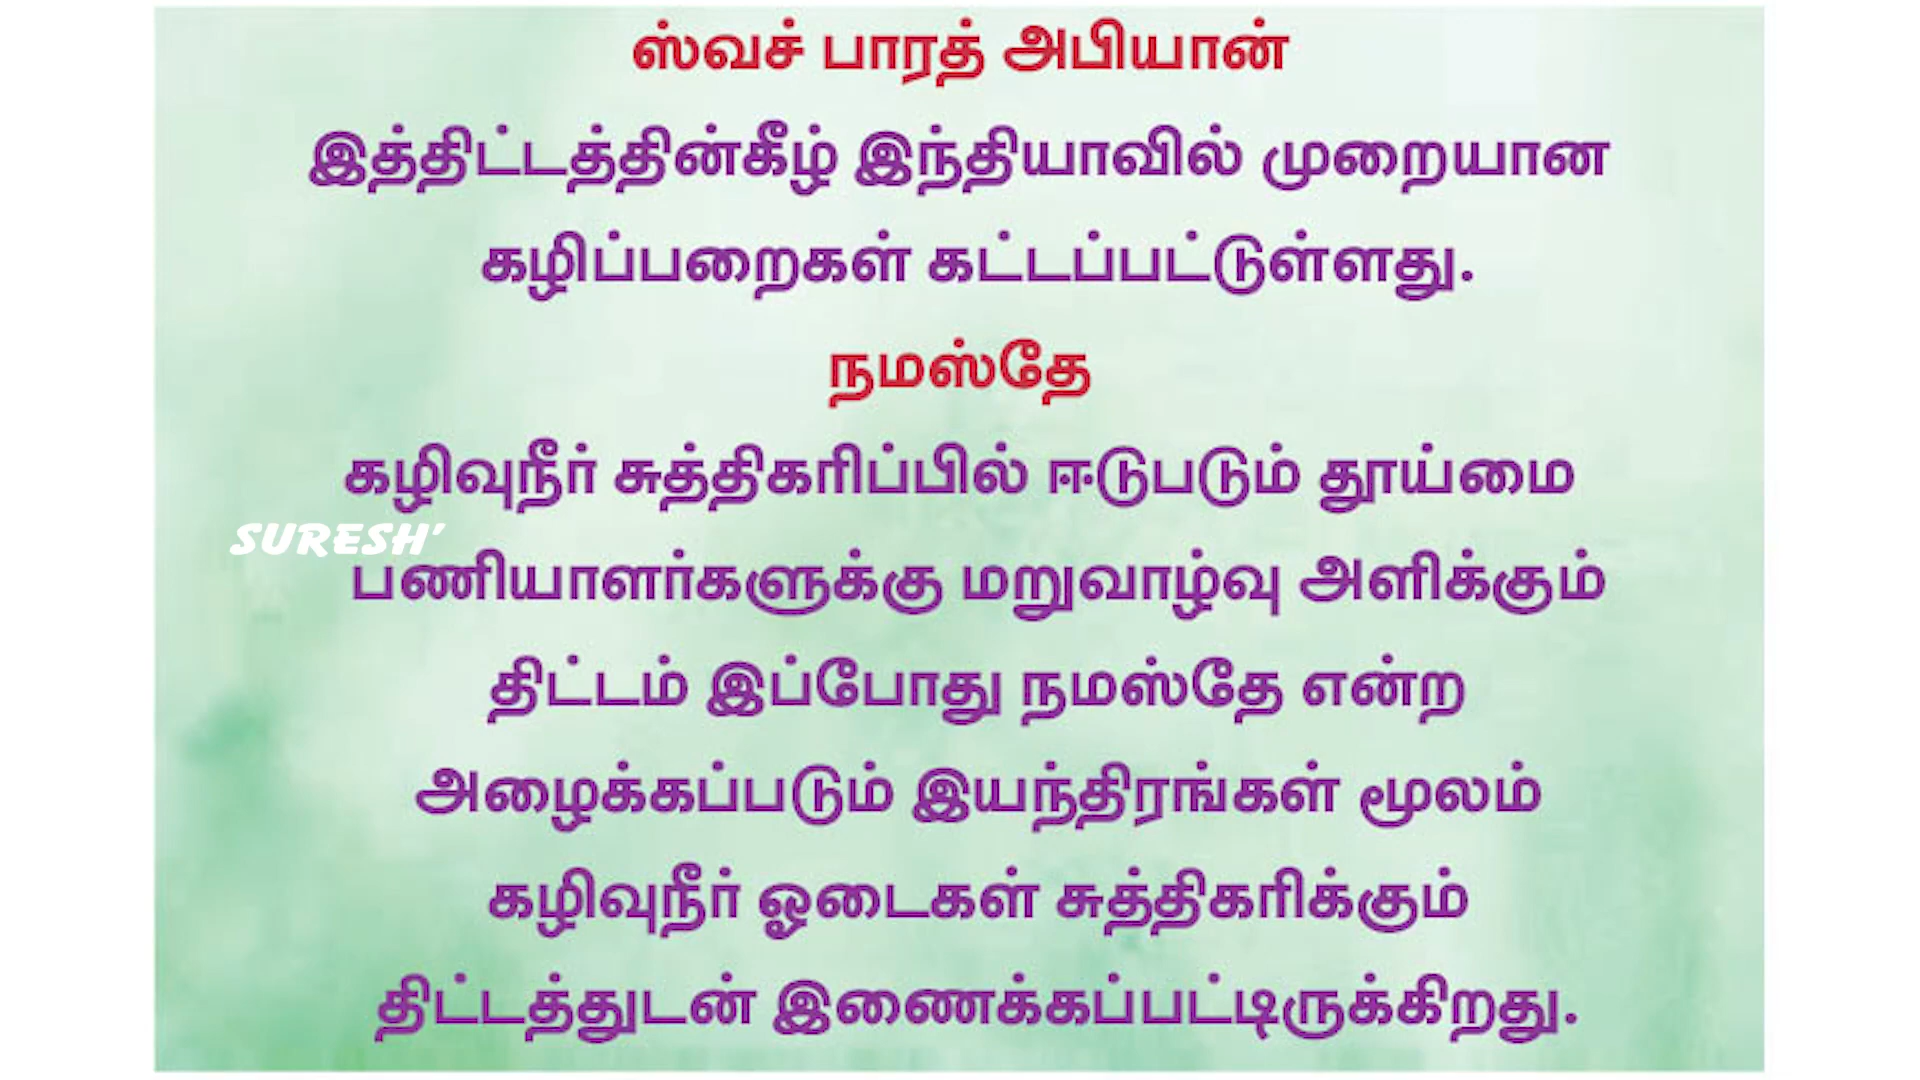 ஸ்வச் பாரத் அபியான்
இத்திட்டத்தின்கீழ் இந்தியாவில் முறையான
கழிப்பறைகள் கட்டப்பட்டுள்ளது.
நமஸ்தே
கழிவுநீர் சுத்திகரிப்பில் ஈடுபடும் தூய்மை
SURESH'
பணியாளர்களுக்கு மறுவாழ்வு அளிக்கும்
திட்டம் இப்போது நமஸ்தே என்ற
அழைக்கப்படும் இயந்திரங்கள் மூலம்
கழிவுநீர் ஓடைகள் சுத்திகரிக்கும்
திட்டத்துடன் இணைக்கப்பட்டிருக்கிறது.